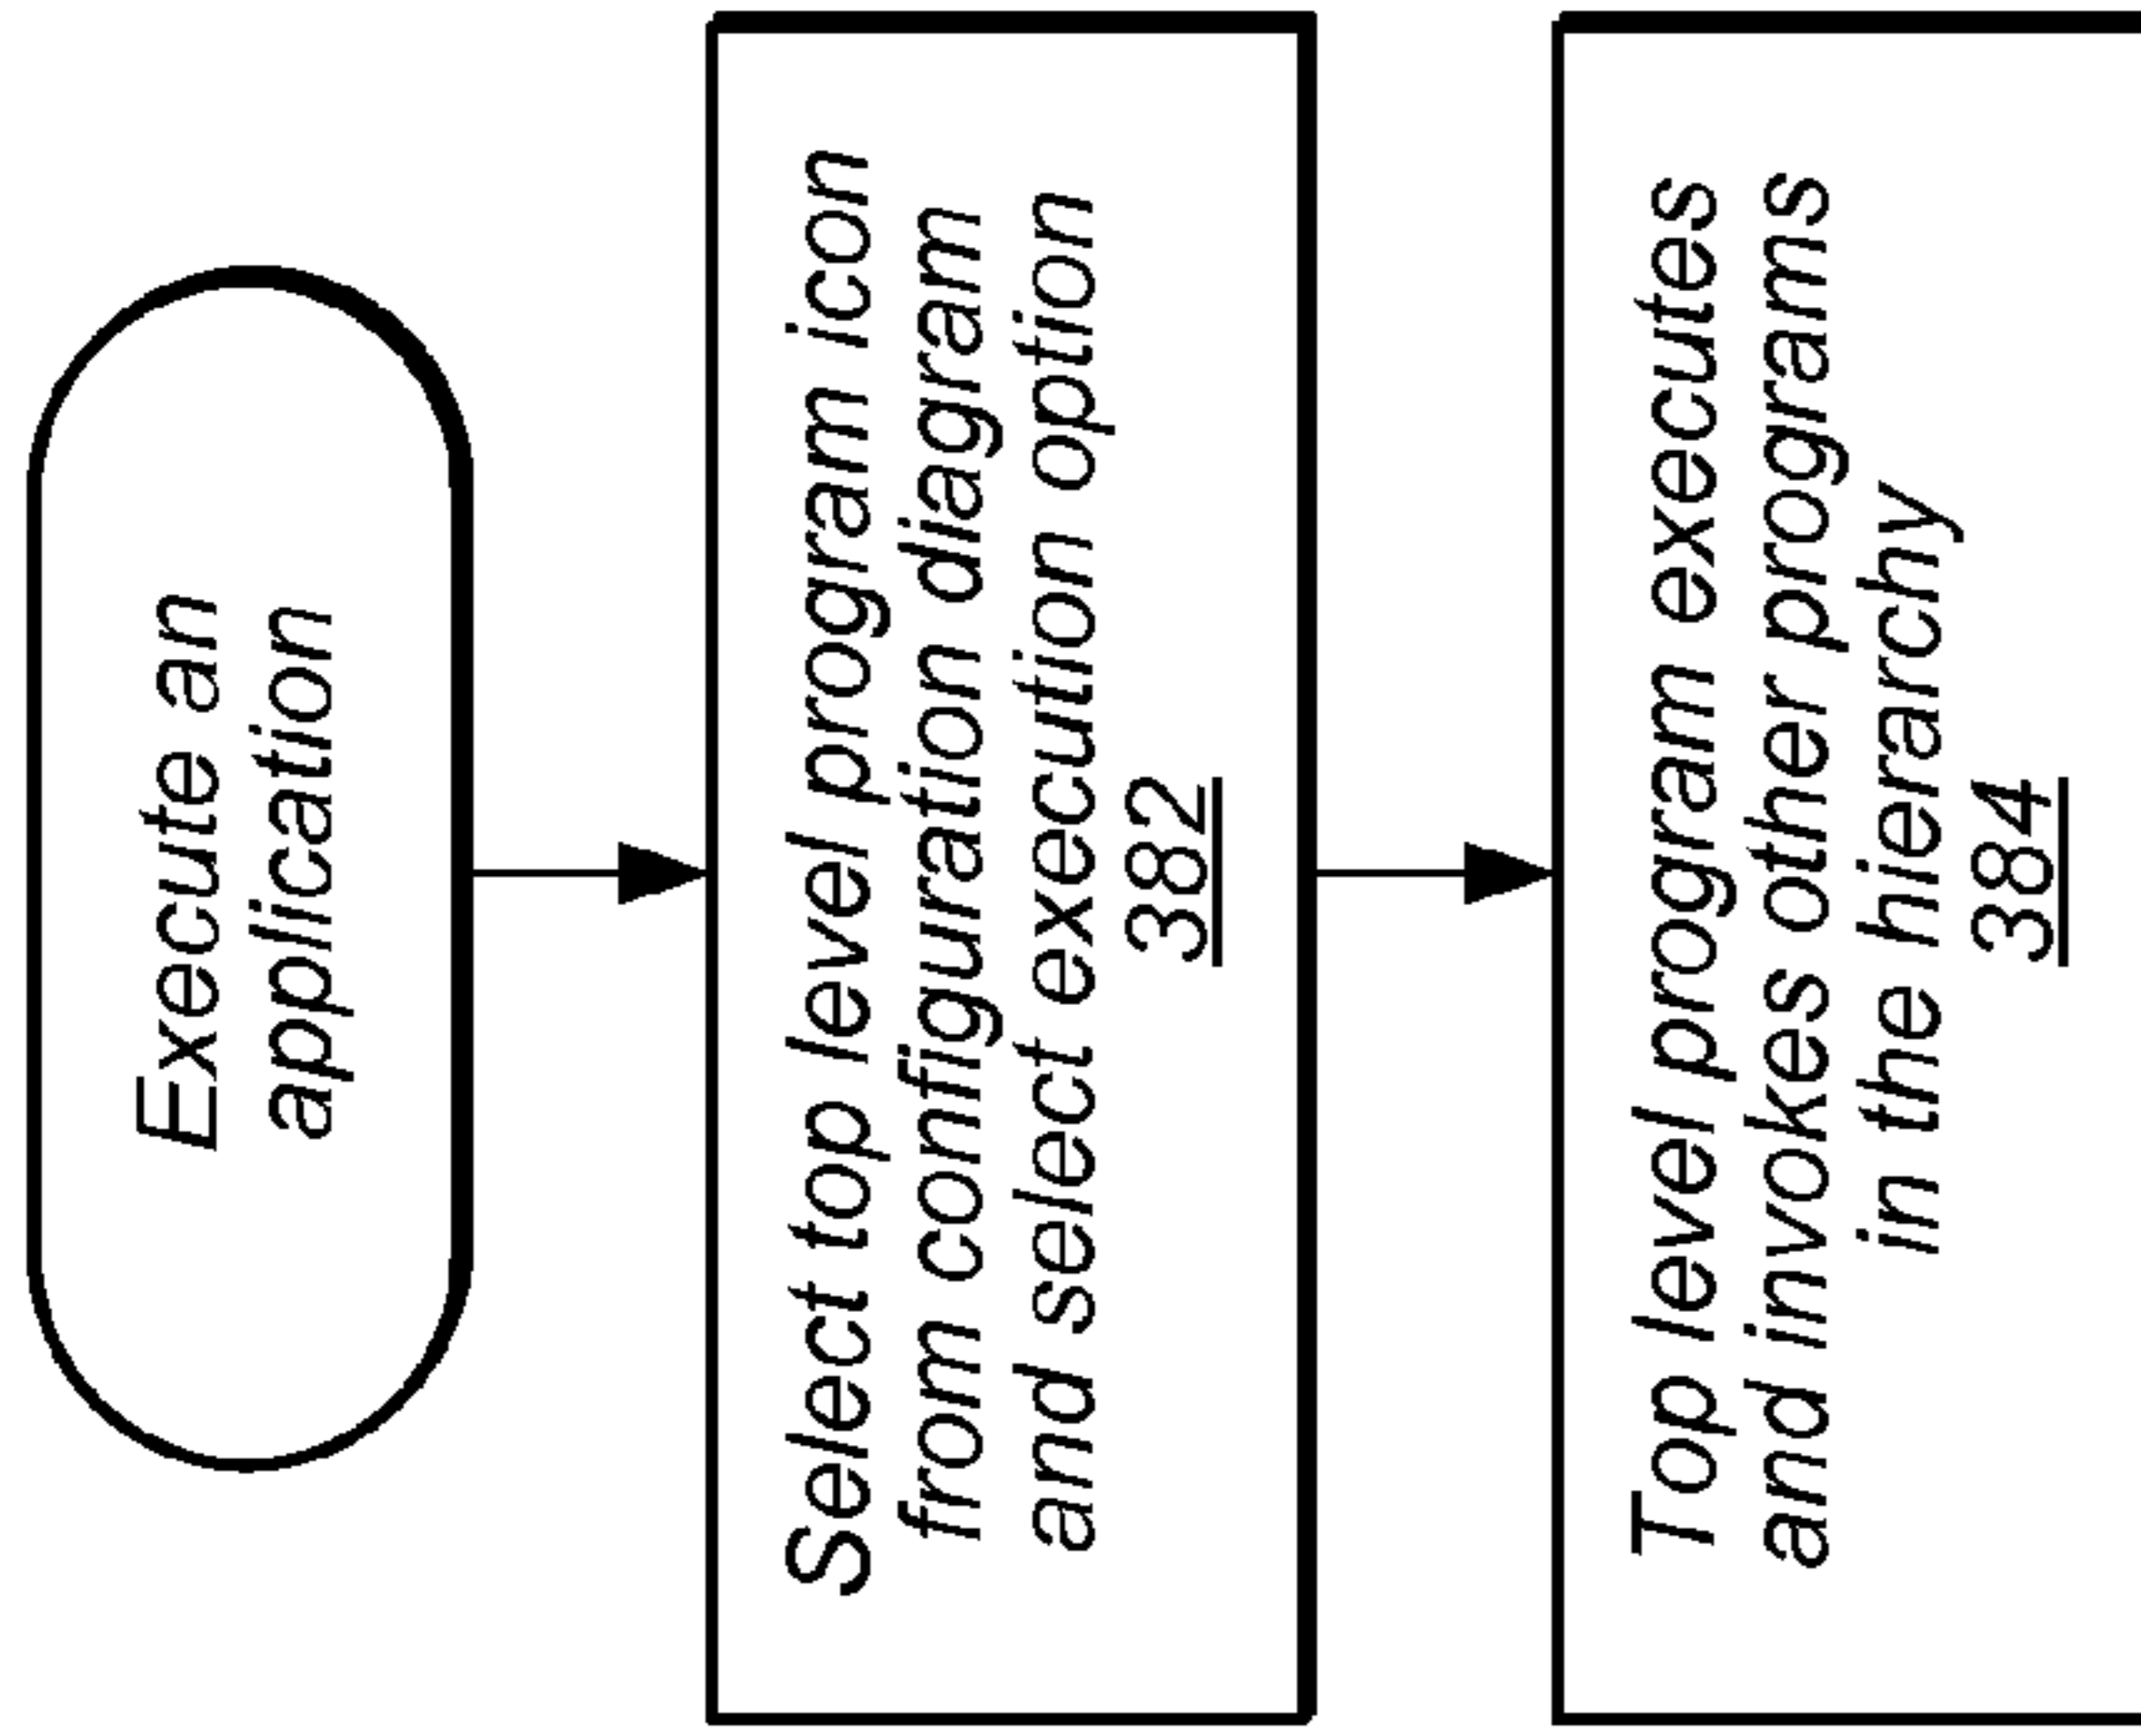 Execute an
application
Select top level program icon
from configuration diagram
and select execution option
382
Top level program executes
and invokes other programs
in the hierarchy
384